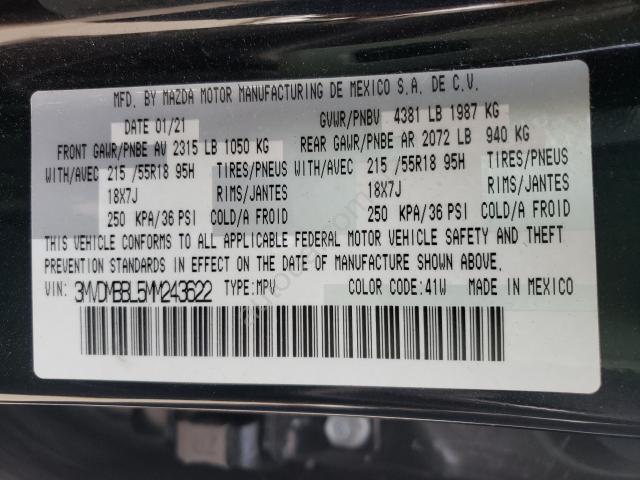 MFD. BY MAZDA MOTOR MANUFACTURING DE MEXICO S.A. DE C.V.
DATE 01/21 GVWR/PNBV 4381 LB 1987 KG
FRONT GAWR/PNBE AV 2315 LB 1050 KG REAR GAWR/PNBE AR 2072 LB 940 KG
WITH/AVEC 215 /55R18 95H TIRES/PNEUS WITH/AVEC 215 /55R18 95H TIRES/PNEUS
18X7J RIMS/JANTES 18X7J RIMS/JANTES
250 KPA/36 PSI COLD/A FROID 250 KPA/36 PSI COLD/A FROID
THIS VEHICLE CONFORMS TO ALL APPLICABLE FEDERAL MOTOR VEHICLE SAFETY AND THEFT
PREVENTION STANDARDS IN EFFECT ON THE DATE OF MANUFACTURE SHOWN ABOVE.
VIN: 3MVDMBBL5MM243622 TYPE:MPV COLOR CODE:41W MADE IN MEXICO